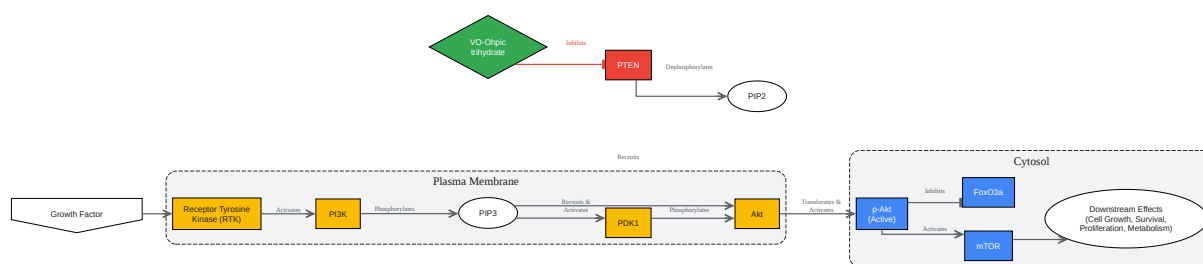 VO-Ohpic
trihydrate
Inhibits
PTEN
Dephosphorylates
PIP2
Recruits
Plasma Membrane
Cytosol
Growth Factor
Receptor Tyrosine
Kinase (RTK)
Activates
PI3K
Phosphorylates
PIP3
Recruits &
Activates
PDK1
Phosphorylates
Akt
Translocates &
Activates
p-Akt
(Active)
Inhibits
FoxO3a
Activates
mTOR
Downstream Effects
(Cell Growth, Survival,
Proliferation, Metabolism)